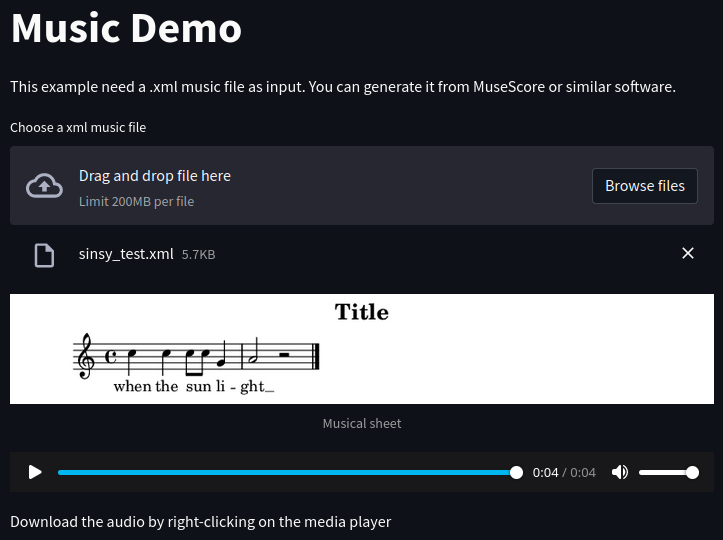 Music Demo
This example need a .xml music file as input. You can generate it from MuseScore or similar software.
Choose a xml music file
Drag and drop file here
Limit 200MB per file
Browse files
sinsy_test.xml 5.7KB
Title
when the sun li - ght_
Musical sheet
0:04 / 0:04
Download the audio by right-clicking on the media player